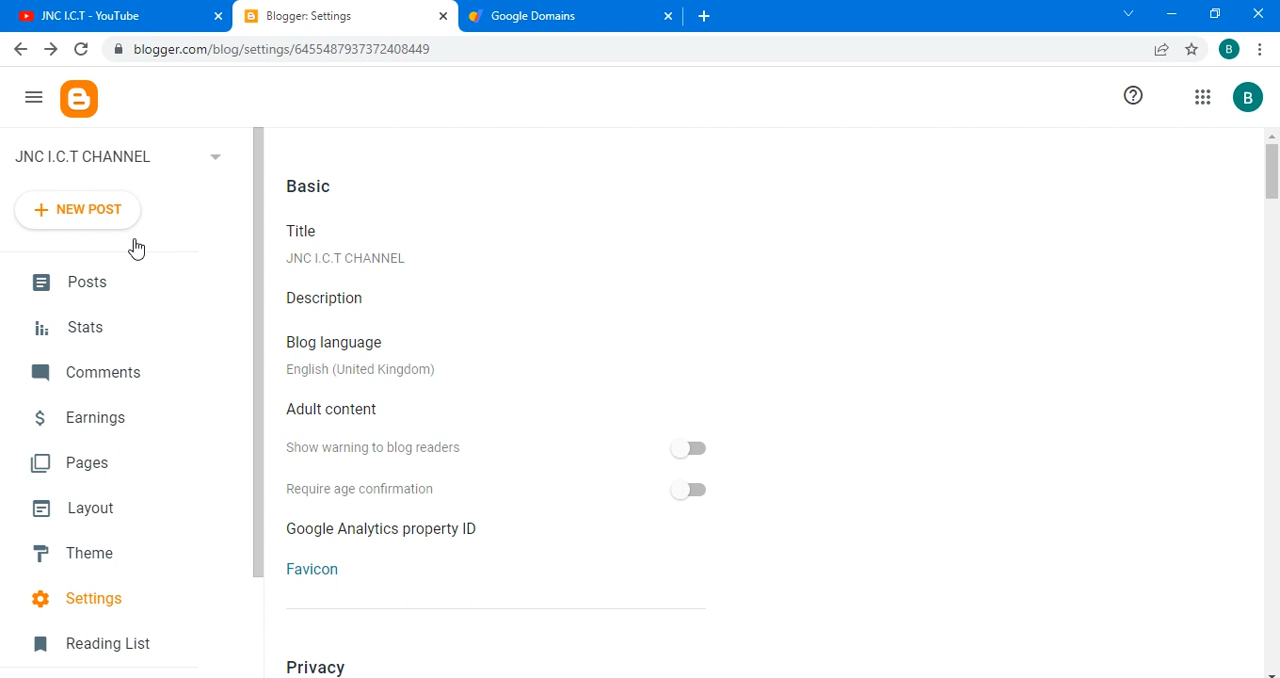 JNC I.C.T - YouTube
Blogger: Settings
Google Domains
blogger.com/blog/settings/6455487937372408449
B
B
JNC I.C.T CHANNEL
NEW POST
Posts
Stats
Comments
Earnings
Pages
Layout
Theme
Settings
Reading List
Basic
Title
JNC I.C.T CHANNEL
Description
Blog language
English (United Kingdom)
Adult content
Show warning to blog readers
Require age confirmation
Google Analytics property ID
Favicon
Privacy